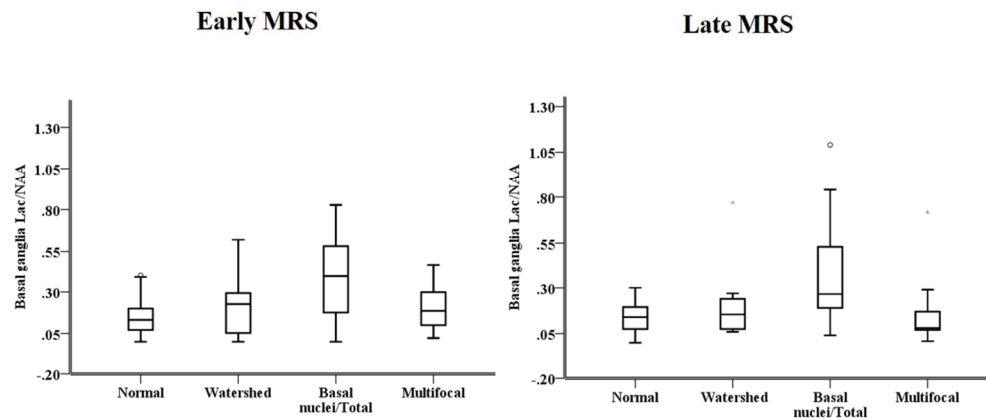 Early MRS
Basal ganglia Lac/NAA
1.30
1.05
.80
.55
.30
.05
-.20
Normal
Watershed
Basal
nuclei/Total
Multifocal
Late MRS
Basal ganglia Lac/NAA
1.30
1.05
.80
.55
.30
.05
-.20
Normal
Watershed
Basal
nuclei/Total
Multifocal